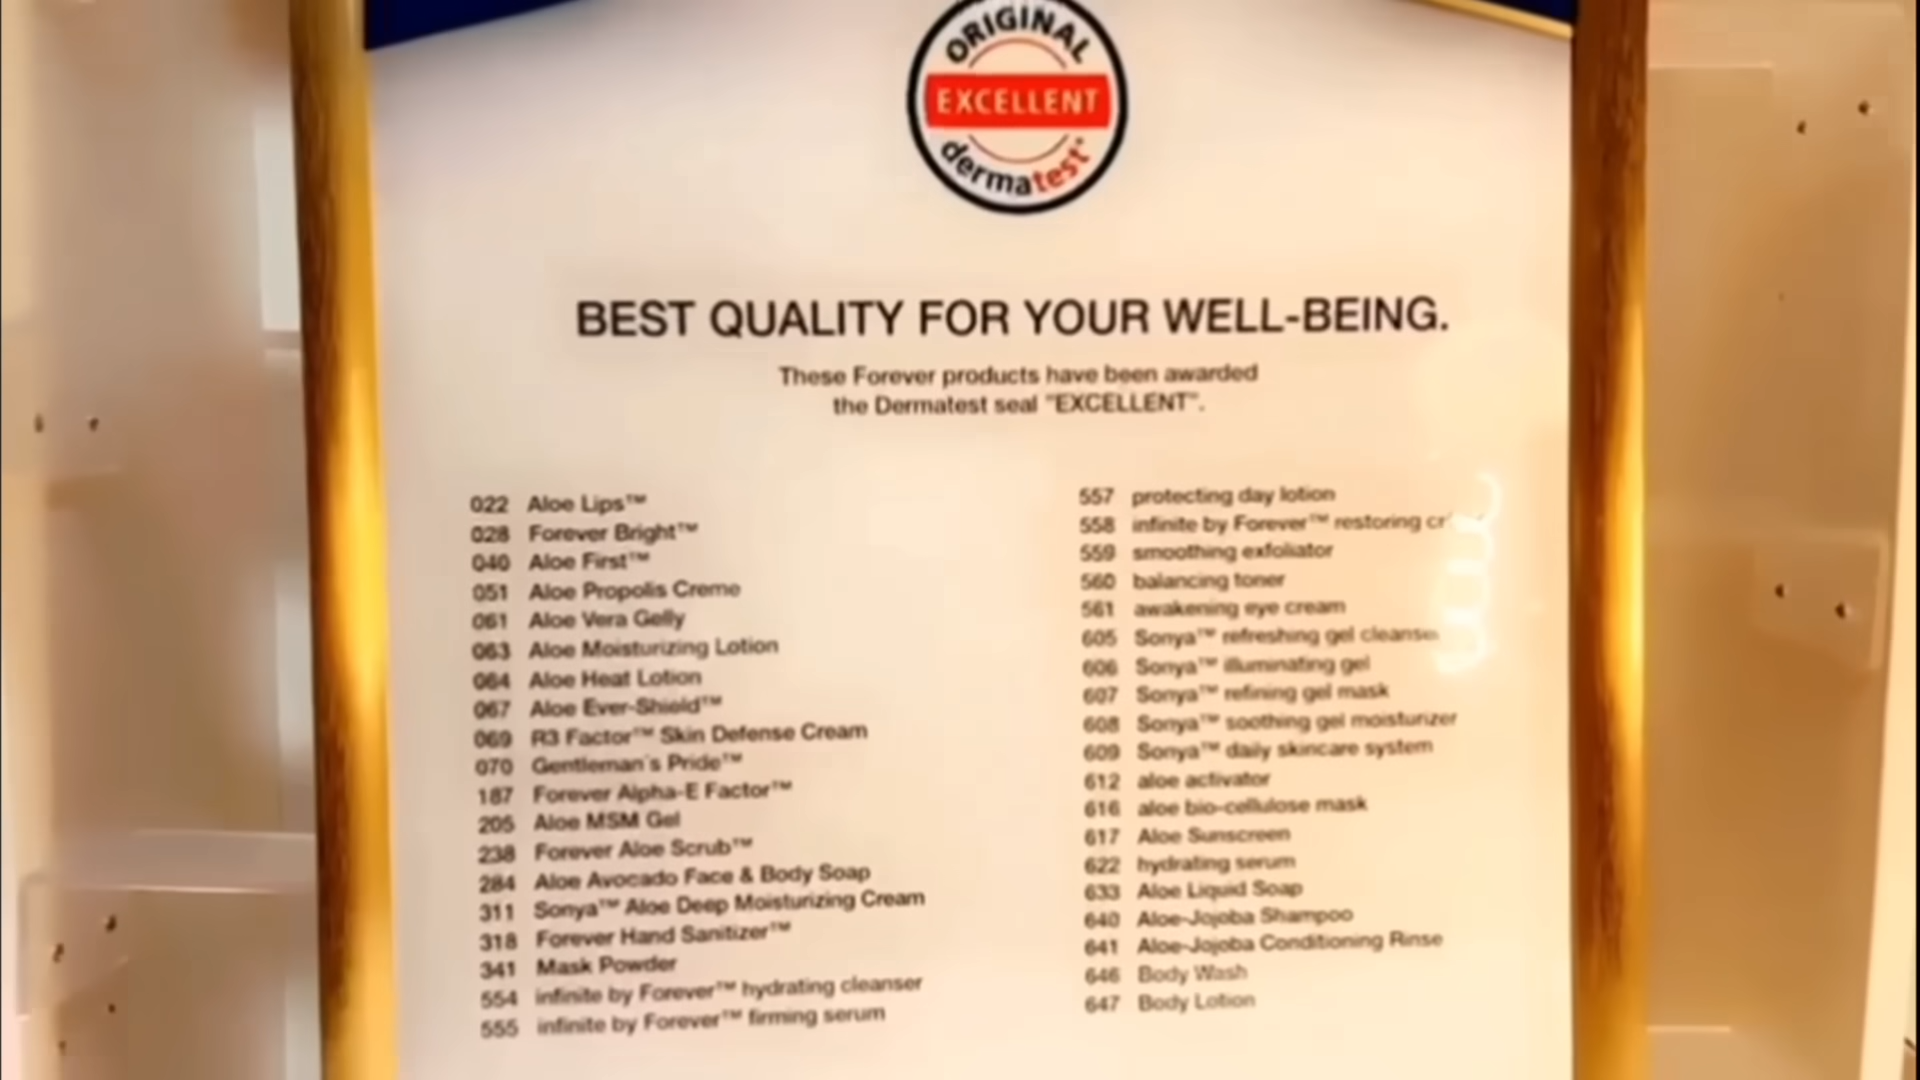 ORIGINAL
EXCELLENT
dermatest®
BEST QUALITY FOR YOUR WELL-BEING.
These Forever products have been awarded
the Dermatest seal "EXCELLENT".
022 Aloe Lips™
028 Forever Bright™
040 Aloe First™
051 Aloe Propolis Creme
061 Aloe Vera Gelly
063 Aloe Moisturizing Lotion
064 Aloe Heat Lotion
067 Aloe Ever-Shield™
069 R3 Factor™ Skin Defense Cream
070 Gentleman's Pride™
187 Forever Alpha-E Factor™
205 Aloe MSM Gel
238 Forever Aloe Scrub™
284 Aloe Avocado Face & Body Soap
311 Sonya™ Aloe Deep Moisturizing Cream
318 Forever Hand Sanitizer™
341 Mask Powder
554 infinite by Forever™ hydrating cleanser
555 infinite by Forever™ firming serum
557 protecting day lotion
558 infinite by Forever™ restoring
559 smoothing exfoliator
560 balancing toner
561 awakening eye cream
605 Sonya™ refreshing gel cleanser
606 Sonya™ illuminating gel
607 Sonya™ refining gel mask
608 Sonya™ soothing gel moisturizer
609 Sonya™ daily skincare system
612 aloe activator
616 aloe bio-cellulose mask
617 Aloe Sunscreen
622 hydrating serum
633 Aloe Liquid Soap
640 Aloe-Jojoba Shampoo
641 Aloe-Jojoba Conditioning Rinse
646 Body Wash
647 Body Lotion